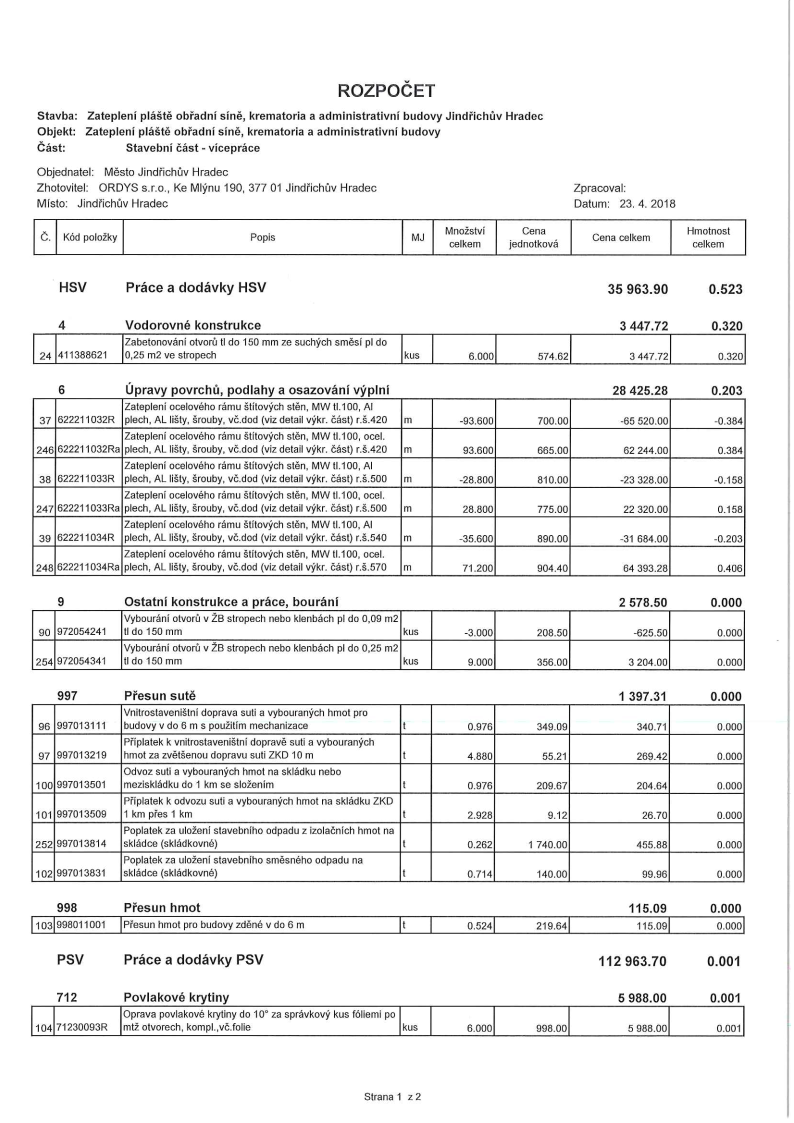 ROZPOČET
Stavba: Zateplení pláště obřadní síně, krematoria a administrativní budovy Jindřichův Hradec
Objekt: Zateplení pláště obřadní síně, krematoria a administrativní budovy
Část: Stavební část - vícepráce
Objednatel: Město Jindřichův Hradec
Zhotovitel: ORDYS s.r.o., Ke Mlýnu 190, 377 01 Jindřichův Hradec Zpracoval:
Místo: Jindřichův Hradec Datum: 23. 4. 2018
Č. Kód položky Popis MJ Množství celkem Cena jednotková Cena celkem Hmotnost celkem
HSV Práce a dodávky HSV 35 963.90 0.523
4 Vodorovné konstrukce 3 447.72 0.320
Zabetonování otvorů tl do 150 mm ze suchých směsí pl do
24 411388621 0,25 m2 ve stropech kus 6.000 574.62 3 447.72 0.320
6 Úpravy povrchů, podlahy a osazování výplní 28 425.28 0.203
Zateplení ocelového rámu štítových stěn, MW tl.100, Al
37 622211032R plech, AL lišty, šrouby, vč.dod (viz detail výkr. část) r.š.420 m -93.600 700.00 -65 520.00 -0.384
Zateplení ocelového rámu štítových stěn, MW tl.100, ocel.
246 622211032Ra plech, AL lišty, šrouby, vč.dod (viz detail výkr. část) r.š.420 m 93.600 665.00 62 244.00 0.384
Zateplení ocelového rámu štítových stěn, MW tl.100, Al
38 622211033R plech, AL lišty, šrouby, vč.dod (viz detail výkr. část) r.š.500 m -28.800 810.00 -23 328.00 -0.158
Zateplení ocelového rámu štítových stěn, MW tl.100, ocel.
247 622211033Ra plech, AL lišty, šrouby, vč.dod (viz detail výkr. část) r.š.500 m 28.800 775.00 22 320.00 0.158
Zateplení ocelového rámu štítových stěn, MW tl.100, Al
39 622211034R plech, AL lišty, šrouby, vč.dod (viz detail výkr. část) r.š.540 m -35.600 890.00 -31 684.00 -0.203
Zateplení ocelového rámu štítových stěn, MW tl.100, ocel.
248 622211034Ra plech, AL lišty, šrouby, vč.dod (viz detail výkr. část) r.š.570 m 71.200 904.40 64 393.28 0.406
9 Ostatní konstrukce a práce, bourání 2 578.50 0.000
Vybourání otvorů v ŽB stropech nebo klenbách pl do 0,09 m2
90 972054241 tl do 150 mm kus -3.000 208.50 -625.50 0.000
Vybourání otvorů v ŽB stropech nebo klenbách pl do 0,25 m2
254 972054341 tl do 150 mm kus 9.000 356.00 3 204.00 0.000
997 Přesun sutě 1 397.31 0.000
Vnitrostaveništní doprava suti a vybouraných hmot pro
96 997013111 budovy v do 6 m s použitím mechanizace t 0.976 349.09 340.71 0.000
Příplatek k vnitrostaveništní dopravě suti a vybouraných
97 997013219 hmot za zvětšenou dopravu suti ZKD 10 m t 4.880 55.21 269.42 0.000
Odvoz suti a vybouraných hmot na skládku nebo
100 997013501 meziskládku do 1 km se složením t 0.976 209.67 204.64 0.000
Příplatek k odvozu suti a vybouraných hmot na skládku ZKD
101 997013509 1 km přes 1 km t 2.928 9.12 26.70 0.000
Poplatek za uložení stavebního odpadu z izolačních hmot na
252 997013814 skládce (skládkovné) t 0.262 1 740.00 455.88 0.000
Poplatek za uložení stavebního směsného odpadu na
102 997013831 skládce (skládkovné) t 0.714 140.00 99.96 0.000
998 Přesun hmot 115.09 0.000
103 998011001 Přesun hmot pro budovy zděné v do 6 m t 0.524 219.64 115.09 0.000
PSV Práce a dodávky PSV 112 963.70 0.001
712 Povlakové krytiny 5 988.00 0.001
Oprava povlakové krytiny do 10° za správkový kus fóliemi po
104 71230093R mtž otvorech, kompl.,vč.folie kus 6.000 998.00 5 988.00 0.001
Strana 1 z 2